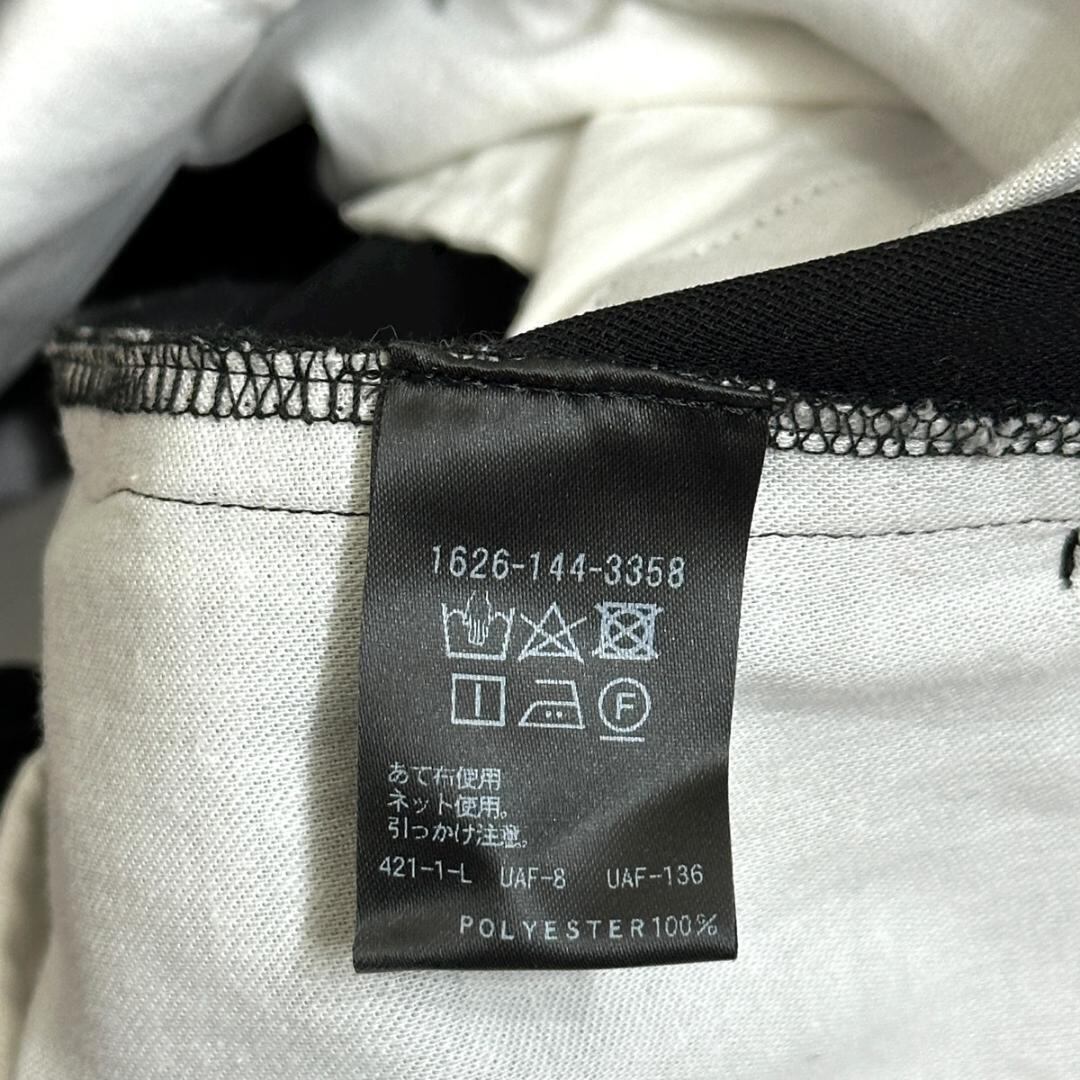 1626-144-3358
F
あて布使用
ネット使用。
引っかけ注意。
421-1-L UAF-8 UAF-136
POLYESTER100%